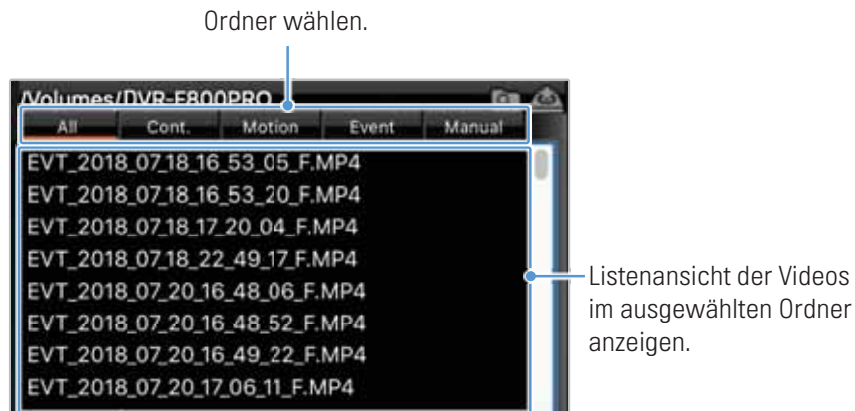 Ordner wählen.
/Volumes/DVR-F800PRO
All Cont. Motion Event Manual
EVT_2018_07_18_16_53_05_F.MP4
EVT_2018_07_18_16_53_20_F.MP4
EVT_2018_07_18_17_20_04_F.MP4
EVT_2018_07_18_22_49_17_F.MP4
EVT_2018_07_20_16_48_06_F.MP4
EVT_2018_07_20_16_48_52_F.MP4
EVT_2018_07_20_16_49_22_F.MP4
EVT_2018_07_20_17_06_11_F.MP4
Listenansicht der Videos
im ausgewählten Ordner
anzeigen.